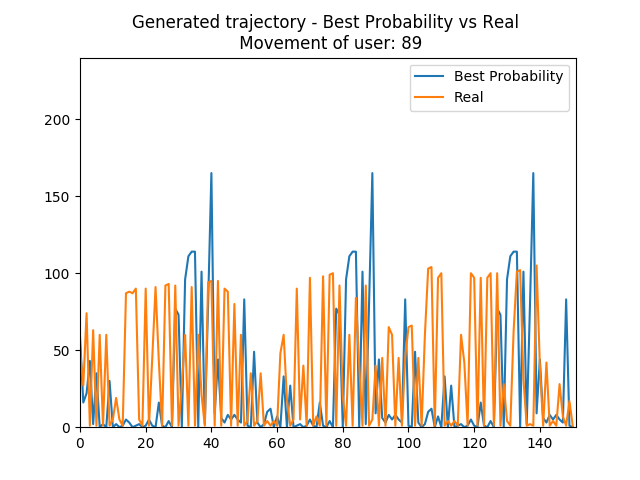 Generated trajectory - Best Probability vs Real
Movement of user: 89
Best Probability
Real
200
150
100
50
0
0 20 40 60 80 100 120 140